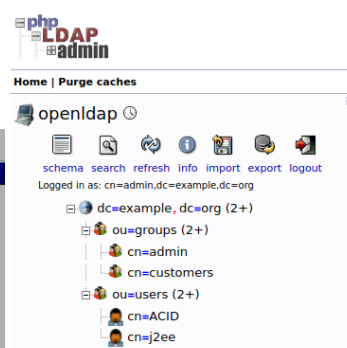 php
LDAP
admin
Home | Purge caches
openldap
schema search refresh info import export logout
Logged in as: cn=admin,dc=example,dc=org
dc=example, dc=org (2+)
ou=groups (2+)
cn=admin
cn=customers
ou=users (2+)
cn=ACID
cn=j2ee